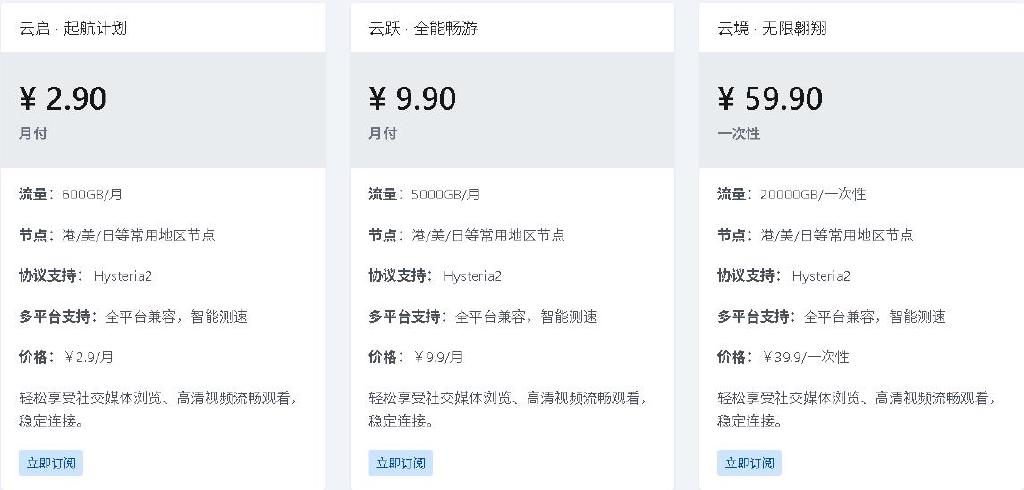 云启 · 起航计划
¥ 2.90
月付
流量：600GB/月
节点：港/美/日等常用地区节点
协议支持： Hysteria2
多平台支持：全平台兼容，智能测速
价格：￥2.9/月
轻松享受社交媒体浏览、高清视频流畅观看，
稳定连接。
立即订阅
云跃 · 全能畅游
¥ 9.90
月付
流量：5000GB/月
节点：港/美/日等常用地区节点
协议支持： Hysteria2
多平台支持：全平台兼容，智能测速
价格：￥9.9/月
轻松享受社交媒体浏览、高清视频流畅观看，
稳定连接。
立即订阅
云境 · 无限翱翔
¥ 59.90
一次性
流量：20000GB/一次性
节点：港/美/日等常用地区节点
协议支持： Hysteria2
多平台支持：全平台兼容，智能测速
价格：￥39.9/一次性
轻松享受社交媒体浏览、高清视频流畅观看，
稳定连接。
立即订阅